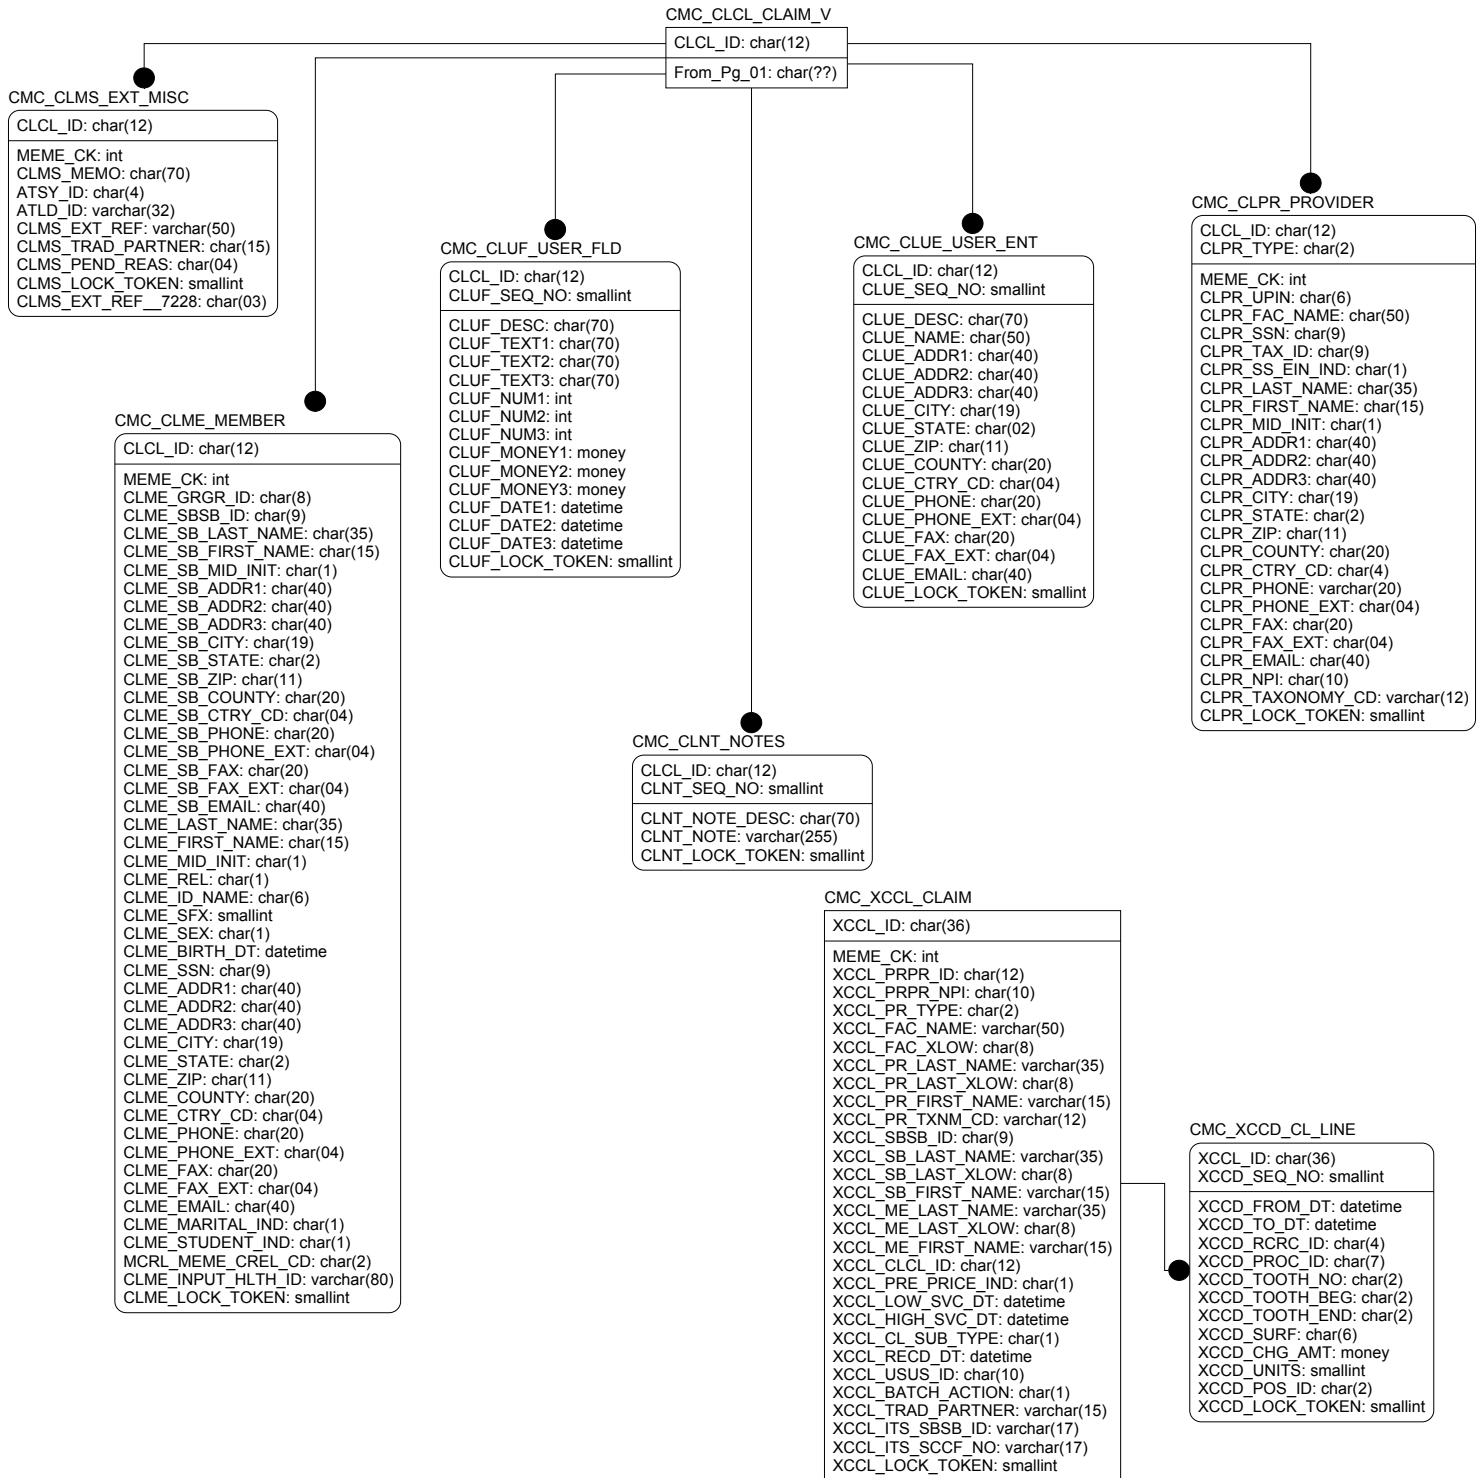 CMC_CLCL_CLAIM_V
CLCL_ID: char(12)
From_Pg_01: char(??)
CMC_CLMS_EXT_MISC
CLCL_ID: char(12)
MEME_CK: int
CLMS_MEMO: char(70)
ATSY_ID: char(4)
ATLD_ID: varchar(32)
CLMS_EXT_REF: varchar(50)
CLMS_TRAD_PARTNER: char(15)
CLMS_PEND_REAS: char(04)
CLMS_LOCK_TOKEN: smallint
CLMS_EXT_REF__7228: char(03)
CMC_CLME_MEMBER
CLCL_ID: char(12)
MEME_CK: int
CLME_GRGR_ID: char(8)
CLME_SBSB_ID: char(9)
CLME_SB_LAST_NAME: char(35)
CLME_SB_FIRST_NAME: char(15)
CLME_SB_MID_INIT: char(1)
CLME_SB_ADDR1: char(40)
CLME_SB_ADDR2: char(40)
CLME_SB_ADDR3: char(40)
CLME_SB_CITY: char(19)
CLME_SB_STATE: char(2)
CLME_SB_ZIP: char(11)
CLME_SB_COUNTY: char(20)
CLME_SB_CTRY_CD: char(04)
CLME_SB_PHONE: char(20)
CLME_SB_PHONE_EXT: char(04)
CLME_SB_FAX: char(20)
CLME_SB_FAX_EXT: char(04)
CLME_SB_EMAIL: char(40)
CLME_LAST_NAME: char(35)
CLME_FIRST_NAME: char(15)
CLME_MID_INIT: char(1)
CLME_REL: char(1)
CLME_ID_NAME: char(6)
CLME_SFX: smallint
CLME_SEX: char(1)
CLME_BIRTH_DT: datetime
CLME_SSN: char(9)
CLME_ADDR1: char(40)
CLME_ADDR2: char(40)
CLME_ADDR3: char(40)
CLME_CITY: char(19)
CLME_STATE: char(2)
CLME_ZIP: char(11)
CLME_COUNTY: char(20)
CLME_CTRY_CD: char(04)
CLME_PHONE: char(20)
CLME_PHONE_EXT: char(04)
CLME_FAX: char(20)
CLME_FAX_EXT: char(04)
CLME_EMAIL: char(40)
CLME_MARITAL_IND: char(1)
CLME_STUDENT_IND: char(1)
MCRL_MEME_CREL_CD: char(2)
CLME_INPUT_HLTH_ID: varchar(80)
CLME_LOCK_TOKEN: smallint
CMC_CLUF_USER_FLD
CLCL_ID: char(12)
CLUF_SEQ_NO: smallint
CLUF_DESC: char(70)
CLUF_TEXT1: char(70)
CLUF_TEXT2: char(70)
CLUF_TEXT3: char(70)
CLUF_NUM1: int
CLUF_NUM2: int
CLUF_NUM3: int
CLUF_MONEY1: money
CLUF_MONEY2: money
CLUF_MONEY3: money
CLUF_DATE1: datetime
CLUF_DATE2: datetime
CLUF_DATE3: datetime
CLUF_LOCK_TOKEN: smallint
CMC_CLUE_USER_ENT
CLCL_ID: char(12)
CLUE_SEQ_NO: smallint
CLUE_DESC: char(70)
CLUE_NAME: char(50)
CLUE_ADDR1: char(40)
CLUE_ADDR2: char(40)
CLUE_ADDR3: char(40)
CLUE_CITY: char(19)
CLUE_STATE: char(02)
CLUE_ZIP: char(11)
CLUE_COUNTY: char(20)
CLUE_CTRY_CD: char(04)
CLUE_PHONE: char(20)
CLUE_PHONE_EXT: char(04)
CLUE_FAX: char(20)
CLUE_FAX_EXT: char(04)
CLUE_EMAIL: char(40)
CLUE_LOCK_TOKEN: smallint
CMC_CLPR_PROVIDER
CLCL_ID: char(12)
CLPR_TYPE: char(2)
MEME_CK: int
CLPR_UPIN: char(6)
CLPR_FAC_NAME: char(50)
CLPR_SSN: char(9)
CLPR_TAX_ID: char(9)
CLPR_SS_EIN_IND: char(1)
CLPR_LAST_NAME: char(35)
CLPR_FIRST_NAME: char(15)
CLPR_MID_INIT: char(1)
CLPR_ADDR1: char(40)
CLPR_ADDR2: char(40)
CLPR_ADDR3: char(40)
CLPR_CITY: char(19)
CLPR_STATE: char(2)
CLPR_ZIP: char(11)
CLPR_COUNTY: char(20)
CLPR_CTRY_CD: char(4)
CLPR_PHONE: varchar(20)
CLPR_PHONE_EXT: char(04)
CLPR_FAX: char(20)
CLPR_FAX_EXT: char(04)
CLPR_EMAIL: char(40)
CLPR_NPI: char(10)
CLPR_TAXONOMY_CD: varchar(12)
CLPR_LOCK_TOKEN: smallint
CMC_CLNT_NOTES
CLCL_ID: char(12)
CLNT_SEQ_NO: smallint
CLNT_NOTE_DESC: char(70)
CLNT_NOTE: varchar(255)
CLNT_LOCK_TOKEN: smallint
CMC_XCCL_CLAIM
XCCL_ID: char(36)
MEME_CK: int
XCCL_PRPR_ID: char(12)
XCCL_PRPR_NPI: char(10)
XCCL_PR_TYPE: char(2)
XCCL_FAC_NAME: varchar(50)
XCCL_FAC_XLOW: char(8)
XCCL_PR_LAST_NAME: varchar(35)
XCCL_PR_LAST_XLOW: char(8)
XCCL_PR_FIRST_NAME: varchar(15)
XCCL_PR_TXNM_CD: varchar(12)
XCCL_SBSB_ID: char(9)
XCCL_SB_LAST_NAME: varchar(35)
XCCL_SB_LAST_XLOW: char(8)
XCCL_SB_FIRST_NAME: varchar(15)
XCCL_ME_LAST_NAME: varchar(35)
XCCL_ME_LAST_XLOW: char(8)
XCCL_ME_FIRST_NAME: varchar(15)
XCCL_CLCL_ID: char(12)
XCCL_PRE_PRICE_IND: char(1)
XCCL_LOW_SVC_DT: datetime
XCCL_HIGH_SVC_DT: datetime
XCCL_CL_SUB_TYPE: char(1)
XCCL_RECD_DT: datetime
XCCL_USUS_ID: char(10)
XCCL_BATCH_ACTION: char(1)
XCCL_TRAD_PARTNER: varchar(15)
XCCL_ITS_SBSB_ID: varchar(17)
XCCL_ITS_SCCF_NO: varchar(17)
XCCL_LOCK_TOKEN: smallint
CMC_XCCD_CL_LINE
XCCL_ID: char(36)
XCCD_SEQ_NO: smallint
XCCD_FROM_DT: datetime
XCCD_TO_DT: datetime
XCCD_RCRC_ID: char(4)
XCCD_PROC_ID: char(7)
XCCD_TOOTH_NO: char(2)
XCCD_TOOTH_BEG: char(2)
XCCD_TOOTH_END: char(2)
XCCD_SURF: char(6)
XCCD_CHG_AMT: money
XCCD_UNITS: smallint
XCCD_POS_ID: char(2)
XCCD_LOCK_TOKEN: smallint